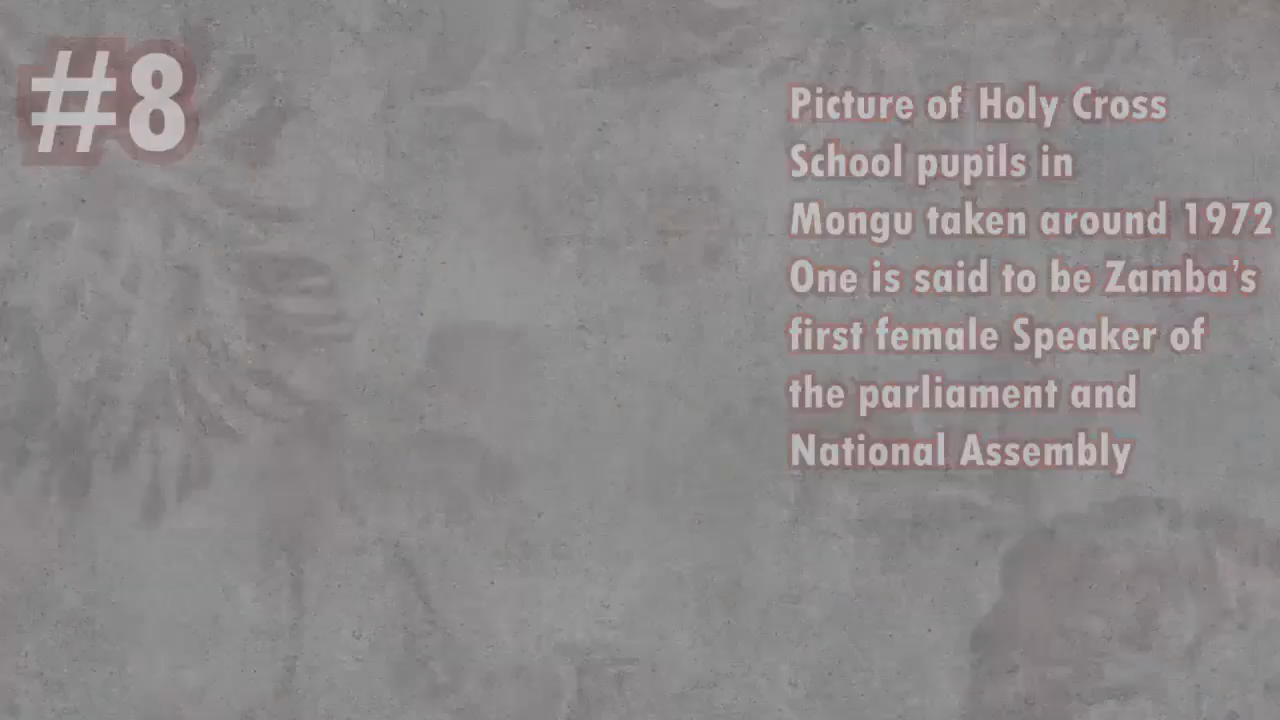 #8
Picture of Holy Cross
School pupils in
Mongu taken around 1972
One is said to be Zamba’s
first female Speaker of
the parliament and
National Assembly